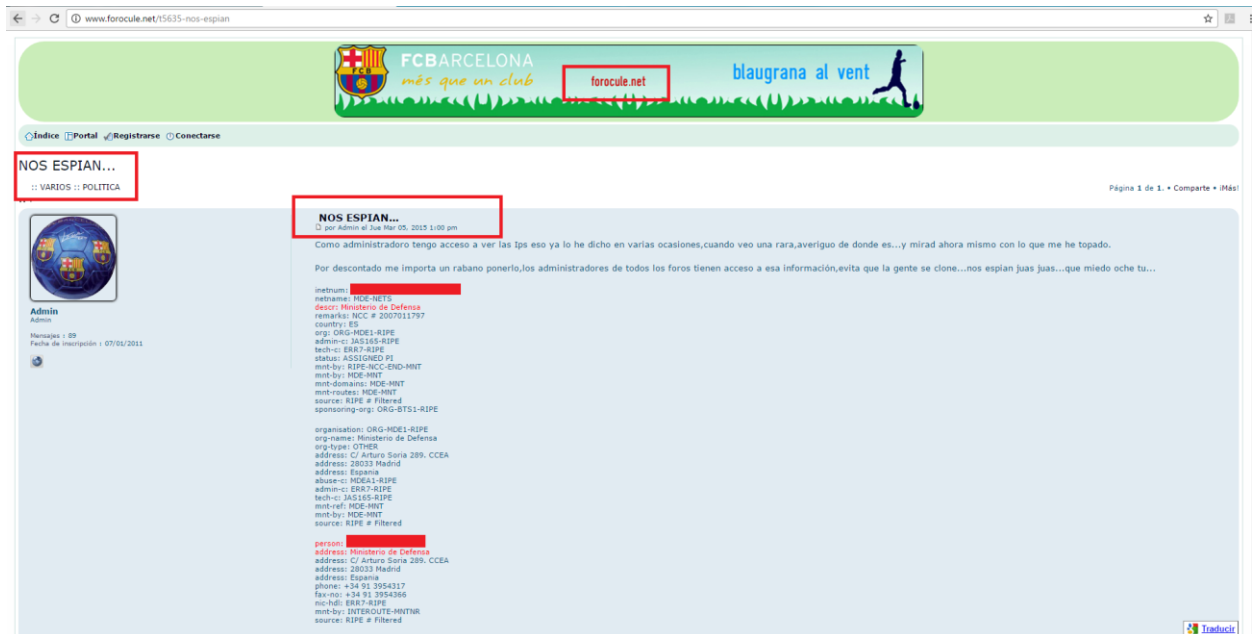 www.forocule.net/t5635-nos-espian
FCB
FCBARCELONA
més que un club
forocule.net
blaugrana al vent
Índice Portal Registrarse Conectarse
NOS ESPIAN...
:: VARIOS :: POLITICA
Página 1 de 1. • Comparte • ¡Más!
NOS ESPIAN...
por Admin el Jue Mar 05, 2015 1:00 pm
Como administradoro tengo acceso a ver las Ips eso ya lo he dicho en varias ocasiones,cuando veo una rara,averiguo de donde es...y mirad ahora mismo con lo que me he topado.
Por descontado me importa un rabano ponerlo,los administradores de todos los foros tienen acceso a esa información,evita que la gente se clone...nos espian juas juas...que miedo oche tu...
Admin
Admin
Mensajes : 89
Fecha de inscripción : 07/01/2011
inetnum:
netname: MDE-NETS
descr: Ministerio de Defensa
remarks: NCC # 2007011797
country: ES
org: ORG-MDE1-RIPE
admin-c: JAS165-RIPE
tech-c: ERR7-RIPE
status: ASSIGNED PI
mnt-by: RIPE-NCC-END-MNT
mnt-by: MDE-MNT
mnt-domains: MDE-MNT
mnt-routes: MDE-MNT
source: RIPE # Filtered
sponsoring-org: ORG-BTS1-RIPE
organisation: ORG-MDE1-RIPE
org-name: Ministerio de Defensa
org-type: OTHER
address: C/ Arturo Soria 289. CCEA
address: 28033 Madrid
address: Espania
abuse-c: MDEA1-RIPE
admin-c: ERR7-RIPE
tech-c: JAS165-RIPE
mnt-ref: MDE-MNT
mnt-by: MDE-MNT
source: RIPE # Filtered
person:
address: Ministerio de Defensa
address: C/ Arturo Soria 289. CCEA
address: 28033 Madrid
address: Espania
phone: +34 91 3954317
fax-no: +34 91 3954366
nic-hdl: ERR7-RIPE
mnt-by: INTEROUTE-MNTNR
source: RIPE # Filtered
Traducir